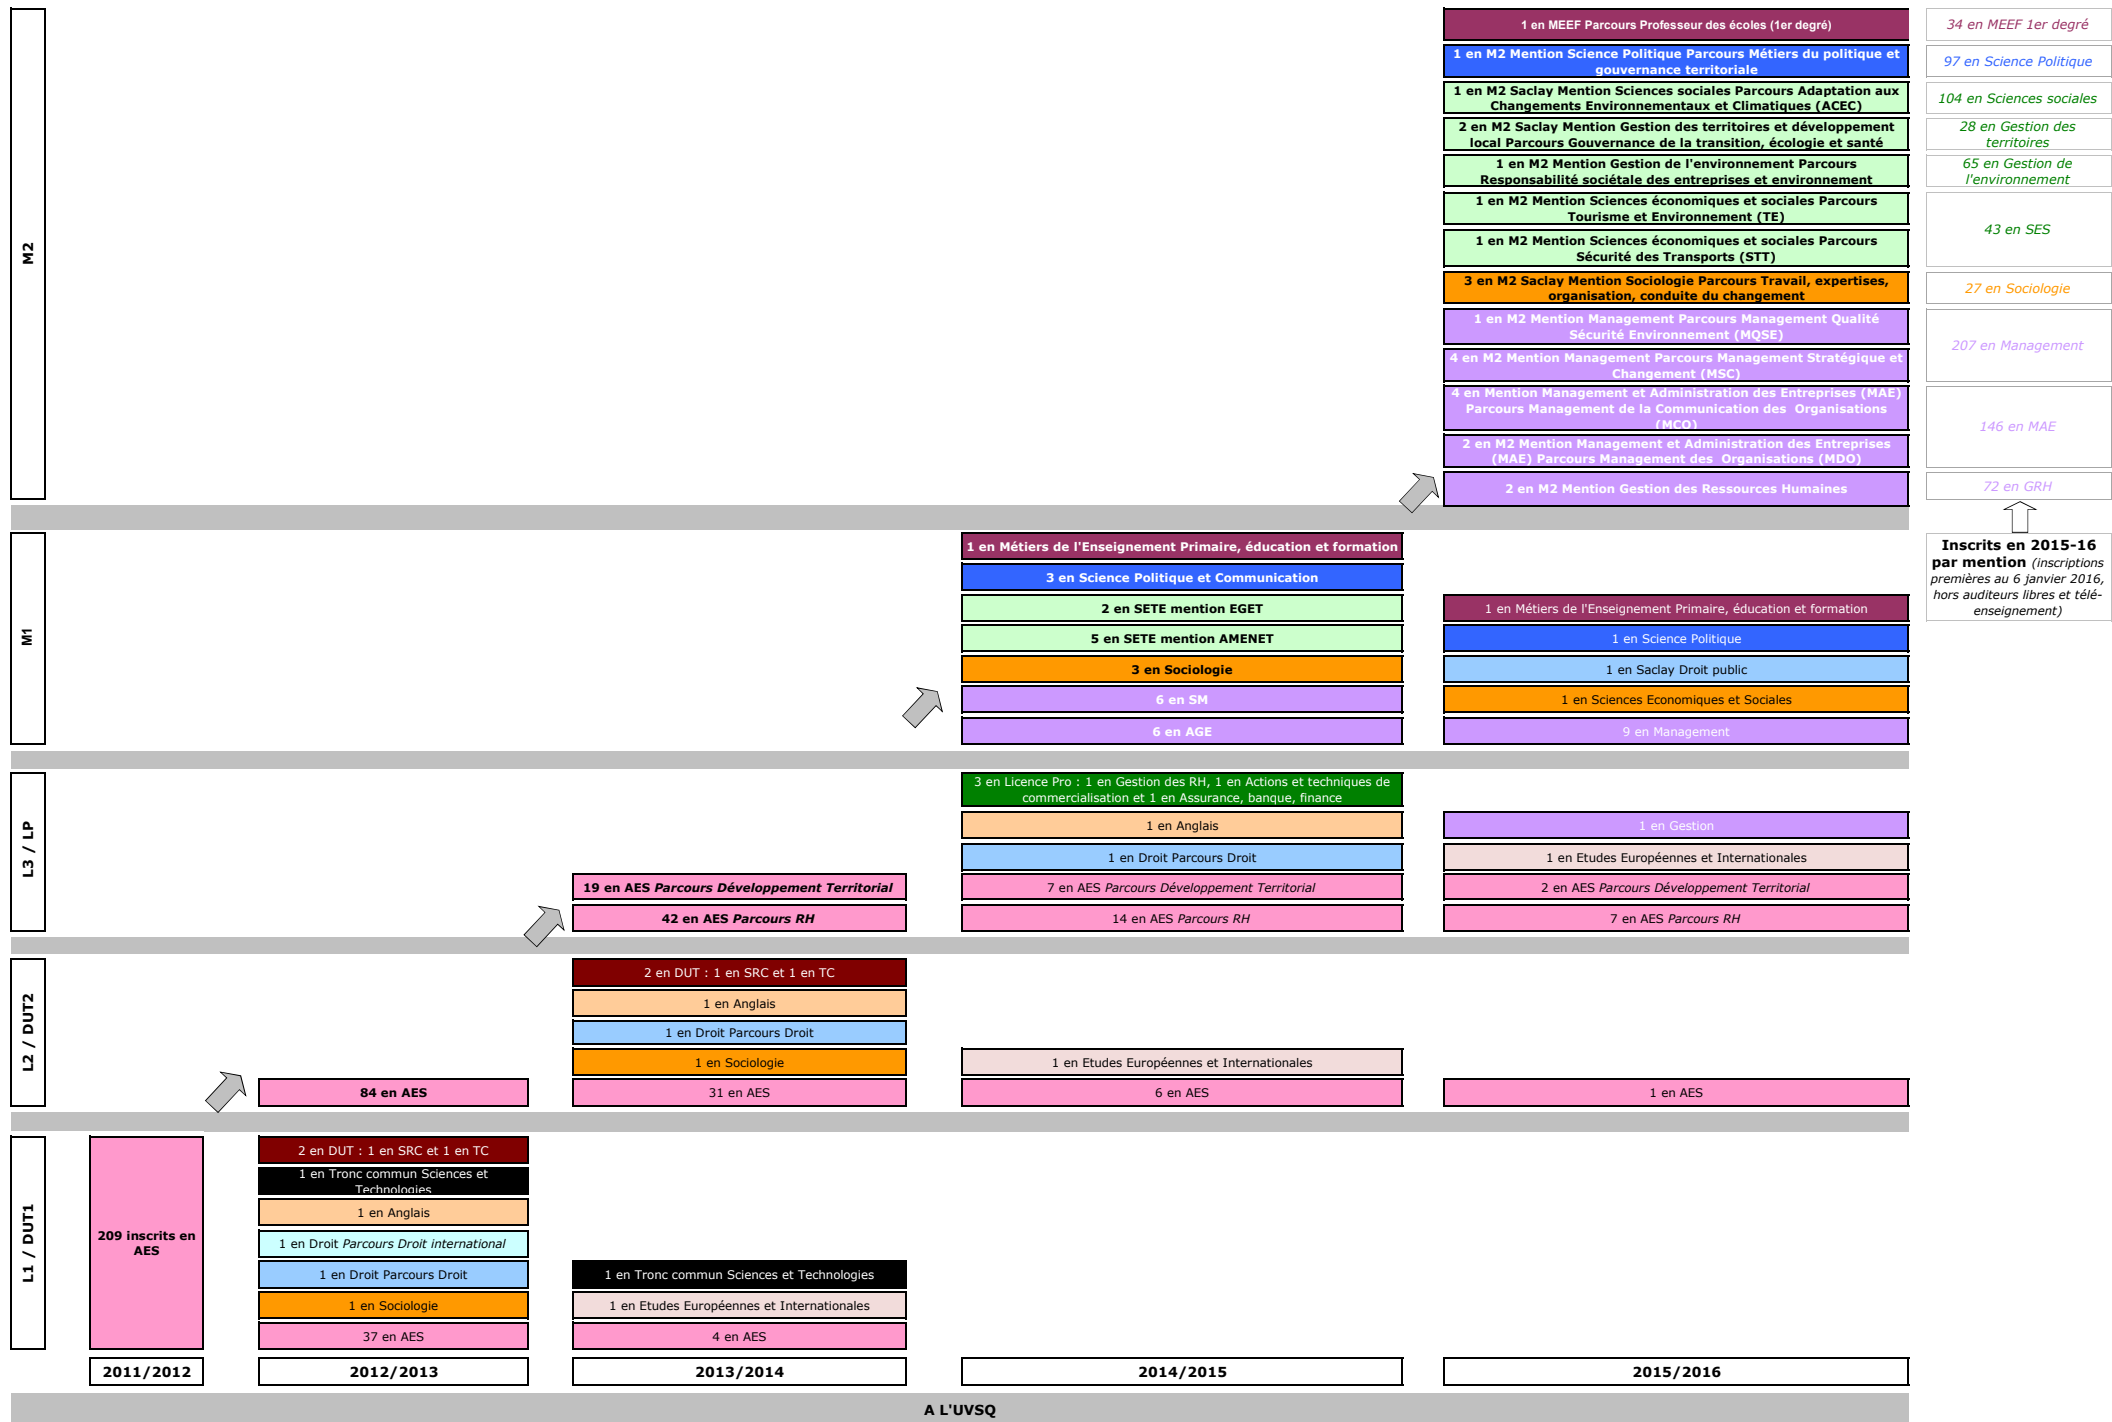 M2
1 en MEEF Parcours Professeur des écoles (1er degré)
34 en MEEF 1er degré
1 en M2 Mention Science Politique Parcours Métiers du politique et
gouvernance territoriale
97 en Science Politique
1 en M2 Saclay Mention Sciences sociales Parcours Adaptation aux
Changements Environnementaux et Climatiques (ACEC)
104 en Sciences sociales
2 en M2 Saclay Mention Gestion des territoires et développement
local Parcours Gouvernance de la transition, écologie et santé
28 en Gestion des
territoires
1 en M2 Mention Gestion de l'environnement Parcours
Responsabilité sociétale des entreprises et environnement
65 en Gestion de
l'environnement
1 en M2 Mention Sciences économiques et sociales Parcours
Tourisme et Environnement (TE)
1 en M2 Mention Sciences économiques et sociales Parcours
Sécurité des Transports (STT)
43 en SES
3 en M2 Saclay Mention Sociologie Parcours Travail, expertises,
organisation, conduite du changement
27 en Sociologie
1 en M2 Mention Management Parcours Management Qualité
Sécurité Environnement (MQSE)
4 en M2 Mention Management Parcours Management Stratégique et
Changement (MSC)
207 en Management
4 en Mention Management et Administration des Entreprises (MAE)
Parcours Management de la Communication des Organisations
(MCO)
2 en M2 Mention Management et Administration des Entreprises
(MAE) Parcours Management des Organisations (MDO)
146 en MAE
2 en M2 Mention Gestion des Ressources Humaines
72 en GRH
Inscrits en 2015-16
par mention (inscriptions
premières au 6 janvier 2016,
hors auditeurs libres et télé-
enseignement)
M1
1 en Métiers de l'Enseignement Primaire, éducation et formation
3 en Science Politique et Communication
2 en SETE mention EGET
5 en SETE mention AMENET
3 en Sociologie
6 en SM
6 en AGE
1 en Métiers de l'Enseignement Primaire, éducation et formation
1 en Science Politique
1 en Saclay Droit public
1 en Sciences Economiques et Sociales
9 en Management
L3 / LP
19 en AES Parcours Développement Territorial
42 en AES Parcours RH
3 en Licence Pro : 1 en Gestion des RH, 1 en Actions et techniques de
commercialisation et 1 en Assurance, banque, finance
1 en Anglais
1 en Droit Parcours Droit
7 en AES Parcours Développement Territorial
14 en AES Parcours RH
1 en Gestion
1 en Etudes Européennes et Internationales
2 en AES Parcours Développement Territorial
7 en AES Parcours RH
L2 / DUT2
84 en AES
2 en DUT : 1 en SRC et 1 en TC
1 en Anglais
1 en Droit Parcours Droit
1 en Sociologie
31 en AES
1 en Etudes Européennes et Internationales
6 en AES
1 en AES
L1 / DUT1
209 inscrits en
AES
2 en DUT : 1 en SRC et 1 en TC
1 en Tronc commun Sciences et
Technologies
1 en Anglais
1 en Droit Parcours Droit international
1 en Droit Parcours Droit
1 en Sociologie
37 en AES
1 en Tronc commun Sciences et Technologies
1 en Etudes Européennes et Internationales
4 en AES
2011/2012
2012/2013
2013/2014
2014/2015
2015/2016
A L'UVSQ